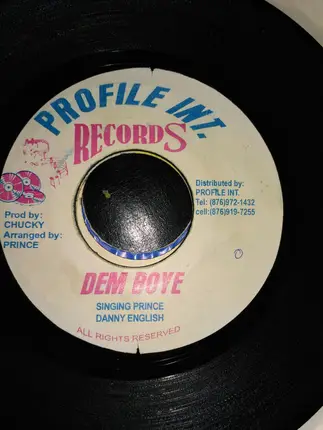 PROFILE INT.
RECORDS
Distributed by:
PROFILE INT.
Tel: (876)972-1432
cell:(876)919-7255
Prod by:
CHUCKY
Arranged by:
PRINCE
DEM BOYE
SINGING PRINCE
DANNY ENGLISH
ALL RIGHTS RESERVED